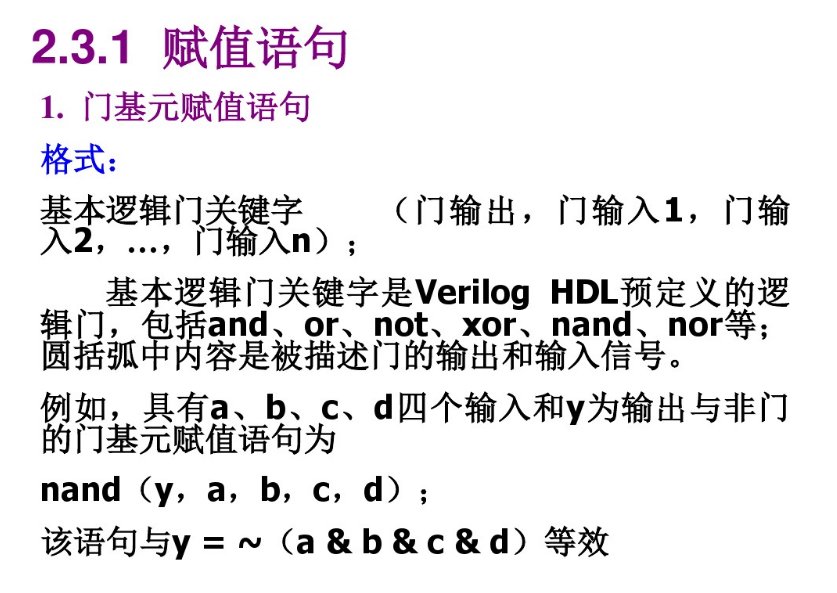 2.3.1 赋值语句
1. 门基元赋值语句
格式：
基本逻辑门关键字 （门输出，门输入1，门输
入2，…，门输入n）；
基本逻辑门关键字是Verilog HDL预定义的逻
辑门，包括and、or、not、xor、nand、nor等；
圆括弧中内容是被描述门的输出和输入信号。
例如，具有a、b、c、d四个输入和y为输出与非门
的门基元赋值语句为
nand（y，a，b，c，d）；
该语句与y = ~（a & b & c & d）等效